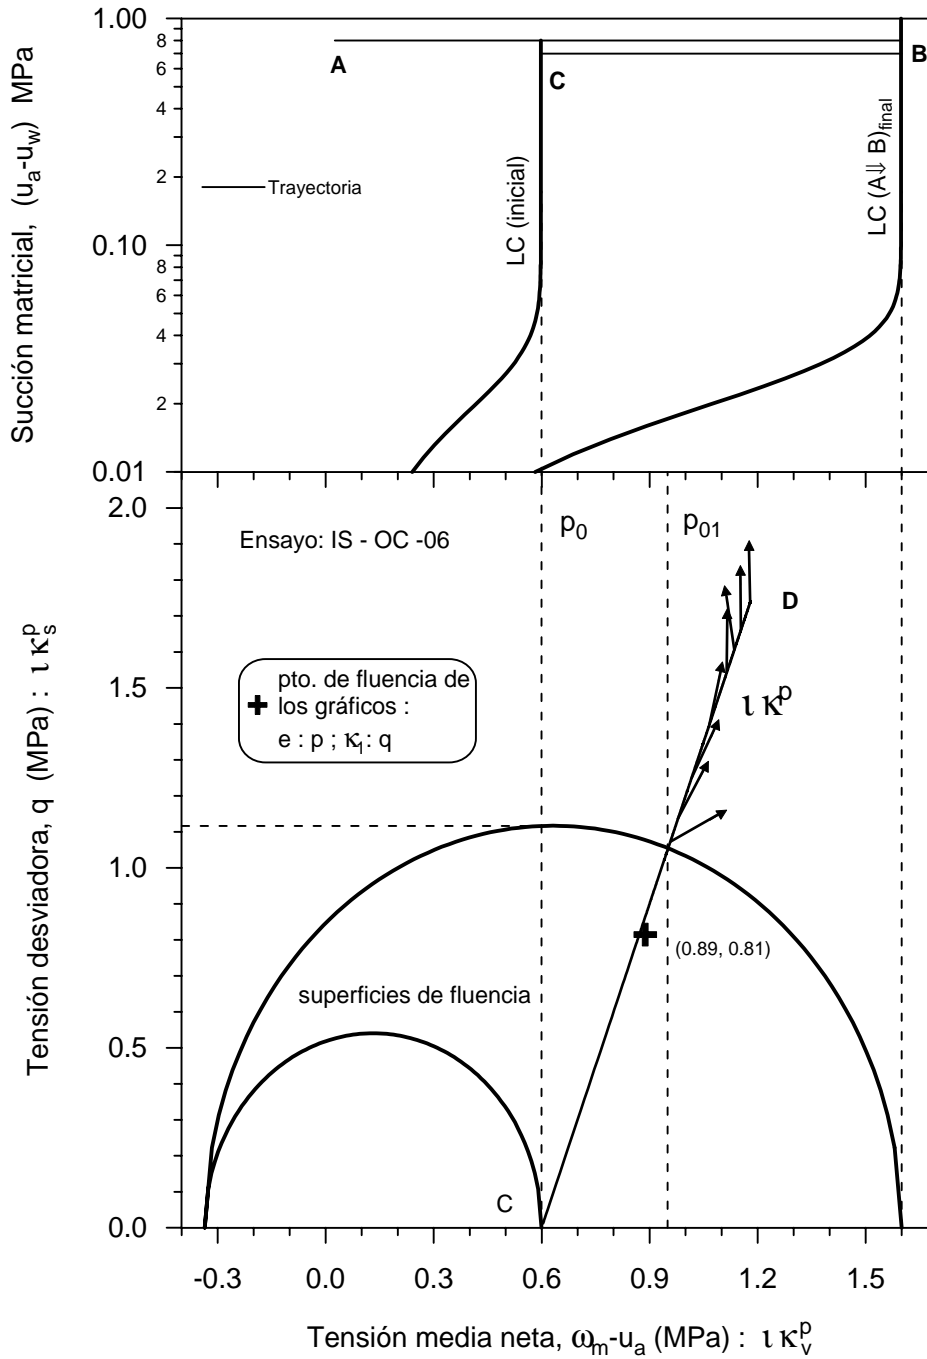 Succión matricial, (uₐ-u_w) MPa
1.00
8
6
4
2
0.10
8
6
4
2
0.01
A
B
C
LC (inicial)
LC (A⇓ B)final
Trayectoria
Tensión desviadora, q (MPa) : ικₛᵖ
2.0
1.5
1.0
0.5
0.0
Ensayo: IS - OC -06
p₀
p₀₁
D
pto. de fluencia de
los gráficos :
e : p ; κ₁: q
ι κᵖ
(0.89, 0.81)
superficies de fluencia
C
-0.3 0.0 0.3 0.6 0.9 1.2 1.5
Tensión media neta, ωₘ-uₐ (MPa) : ι κᵥᵖ